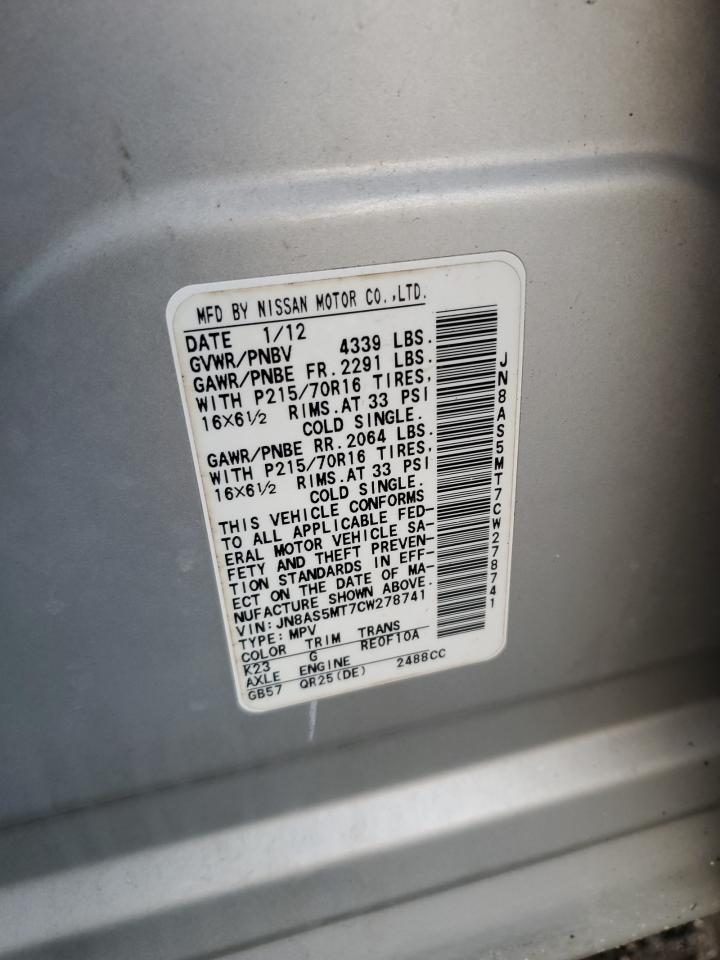 MFD BY NISSAN MOTOR CO.,LTD.
DATE 1/12
GVWR/PNBV 4339 LBS.
GAWR/PNBE FR. 2291 LBS.
WITH P215/70R16 TIRES,
16X6½ RIMS. AT 33 PSI
COLD SINGLE.
GAWR/PNBE RR. 2064 LBS.
WITH P215/70R16 TIRES,
16X6½ RIMS. AT 33 PSI
COLD SINGLE.
THIS VEHICLE CONFORMS
TO ALL APPLICABLE FED-
ERAL MOTOR VEHICLE SA-
FETY AND THEFT PREVEN-
TION STANDARDS IN EFF-
ECT ON THE DATE OF MA-
NUFACTURE SHOWN ABOVE.
VIN: JN8AS5MT7CW278741
TYPE: MPV
COLOR TRIM TRANS
K23 G RE0F10A
AXLE ENGINE
GB57 QR25(DE) 2488CC
JN8AS5MT7CW278741